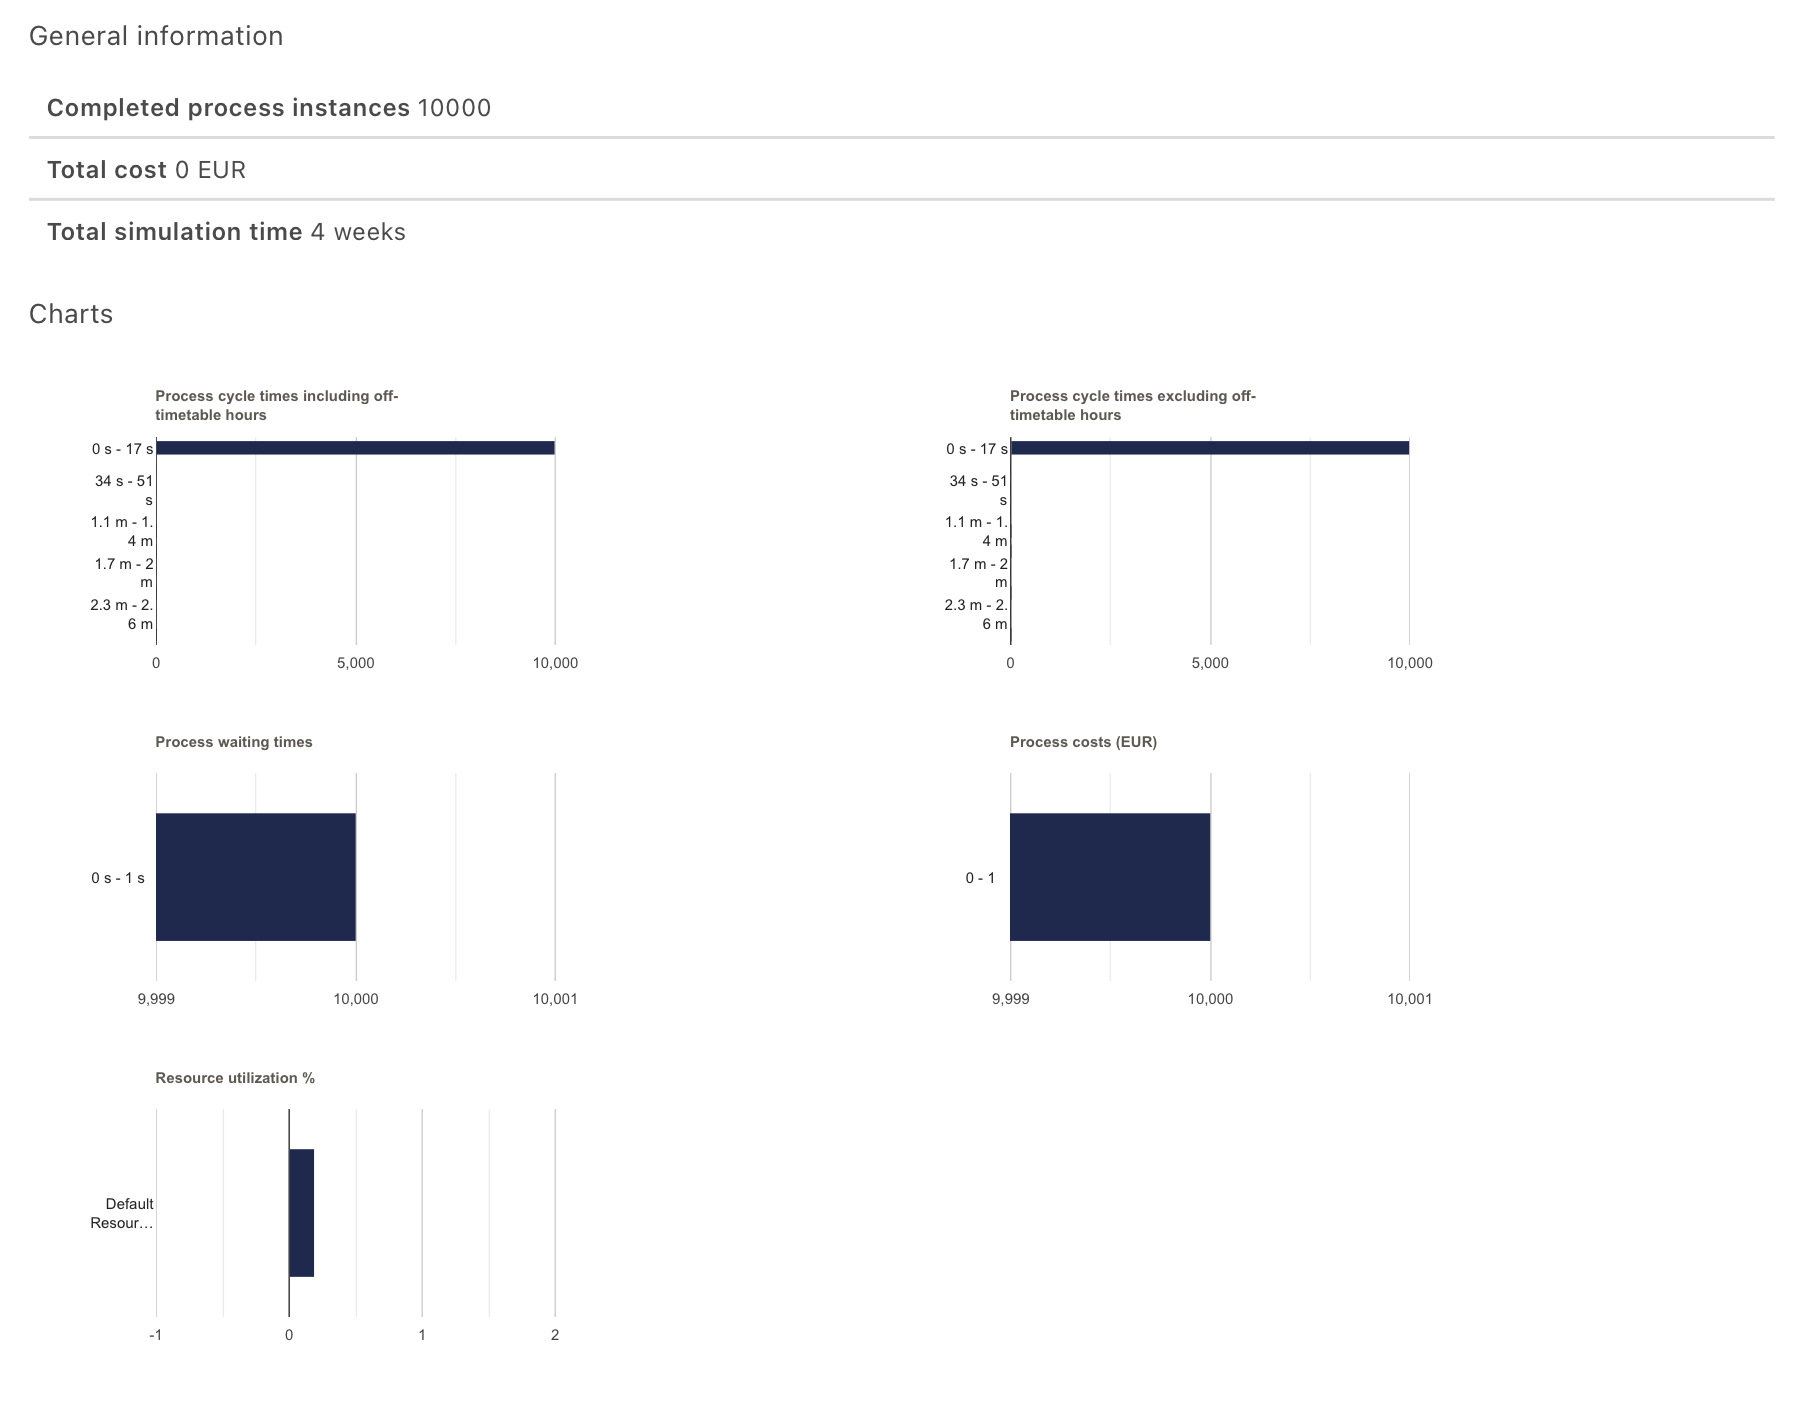 General information
Completed process instances 10000
Total cost 0 EUR
Total simulation time 4 weeks
Charts
Process cycle times including off-
timetable hours
0 s - 17 s
34 s - 51
s
1.1 m - 1.
4 m
1.7 m - 2
m
2.3 m - 2.
6 m
0 5,000 10,000
Process cycle times excluding off-
timetable hours
0 s - 17 s
34 s - 51
s
1.1 m - 1.
4 m
1.7 m - 2
m
2.3 m - 2.
6 m
0 5,000 10,000
Process waiting times
0 s - 1 s
9,999 10,000 10,001
Process costs (EUR)
0 - 1
9,999 10,000 10,001
Resource utilization %
Default
Resour...
-1 0 1 2